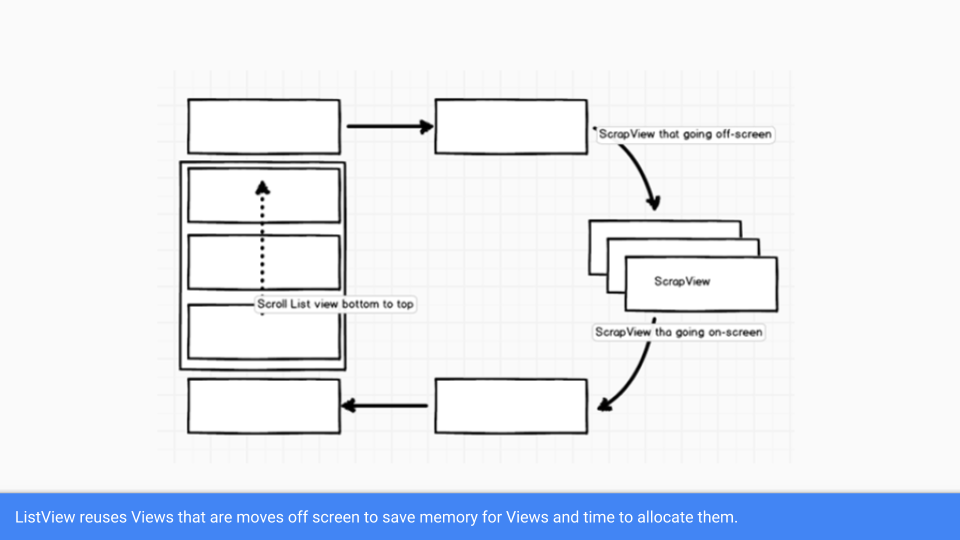 ScrapView that going off-screen
ScrapView
Scroll List view bottom to top
ScrapView tha going on-screen
ListView reuses Views that are moves off screen to save memory for Views and time to allocate them.